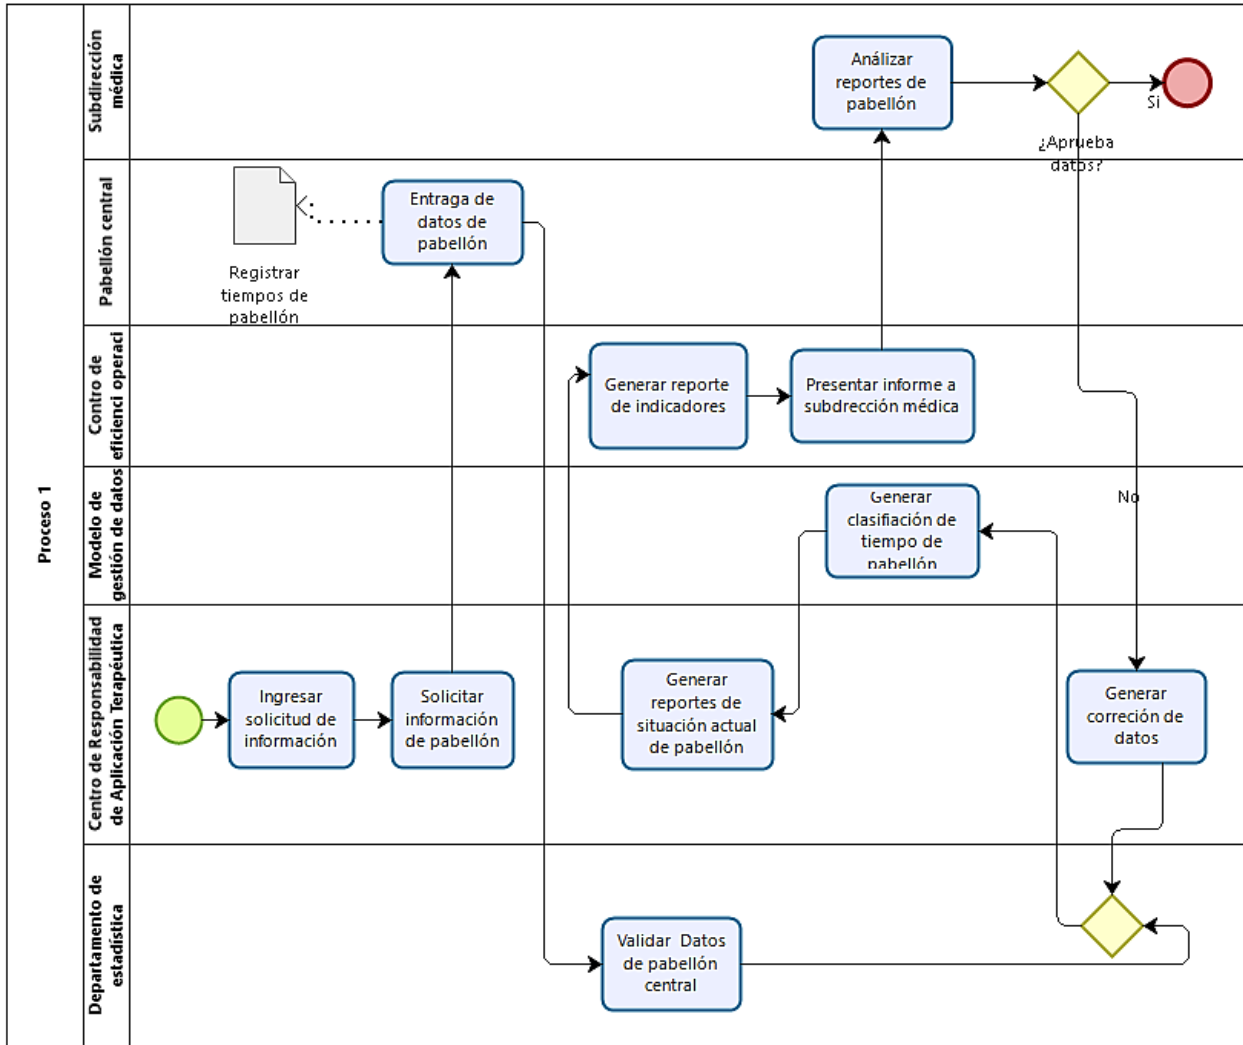 Proceso 1
Subdirección
médica
Análizar
reportes de
pabellón
Si
¿Aprueba
datos?
Pabellón central
Registrar
tiempos de
pabellón
Entraga de
datos de
pabellón
Contro de
eficienci operaci
Generar reporte
de indicadores
Presentar informe a
subdrección médica
Modelo de
gestión de datos
Generar
clasifiación de
tiempo de
pabellón
No
Centro de Responsabilidad
de Aplicación Terapéutica
Ingresar
solicitud de
información
Solicitar
información
de pabellón
Generar
reportes de
situación actual
de pabellón
Generar
correción de
datos
Departamento de
estadística
Validar Datos
de pabellón
central